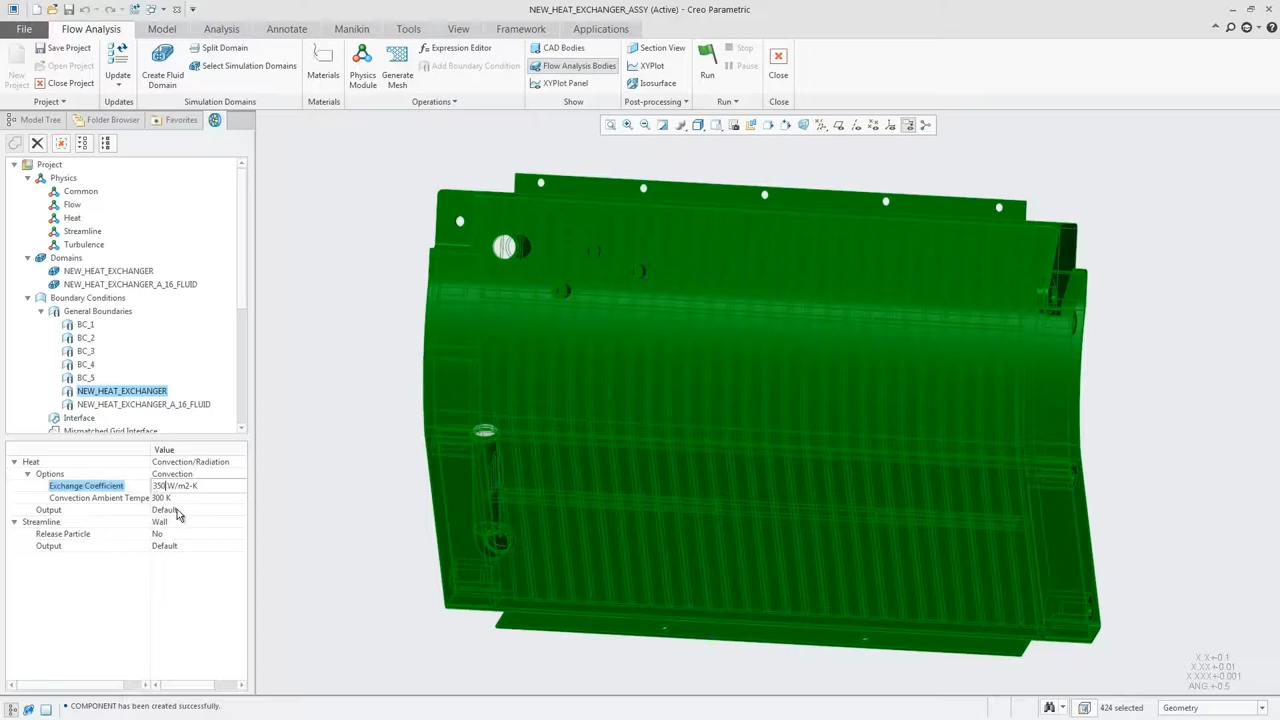 NEW_HEAT_EXCHANGER_ASSY (Active) - Creo Parametric
File Flow Analysis Model Analysis Annotate Manikin Tools View Framework Applications
New Project
Save Project
Open Project
Close Project
Update
Create Fluid Domain
Split Domain
Select Simulation Domains
Materials
Physics Module
Generate Mesh
Expression Editor
Add Boundary Condition
CAD Bodies
Flow Analysis Bodies
XYPlot Panel
Section View
XYPlot
Isosurface
Run
Stop
Pause
Close
Project Updates Simulation Domains Materials Operations Show Post-processing Run Close
Model Tree Folder Browser Favorites
Project
Physics
Common
Flow
Heat
Streamline
Turbulence
Domains
NEW_HEAT_EXCHANGER
NEW_HEAT_EXCHANGER_A_16_FLUID
Boundary Conditions
General Boundaries
BC_1
BC_2
BC_3
BC_4
BC_5
NEW_HEAT_EXCHANGER
NEW_HEAT_EXCHANGER_A_16_FLUID
Interface
Mismatched Grid Interface
Value
Heat Convection/Radiation
Options Convection
Exchange Coefficient 350 W/m2-K
Convection Ambient Tempe 300 K
Output Default
Streamline Wall
Release Particle No
Output Default
X.X+-0.1
X.XX+-0.01
X.XXX+-0.001
ANG.+-0.5
• COMPONENT has been created successfully.
424 selected
Geometry